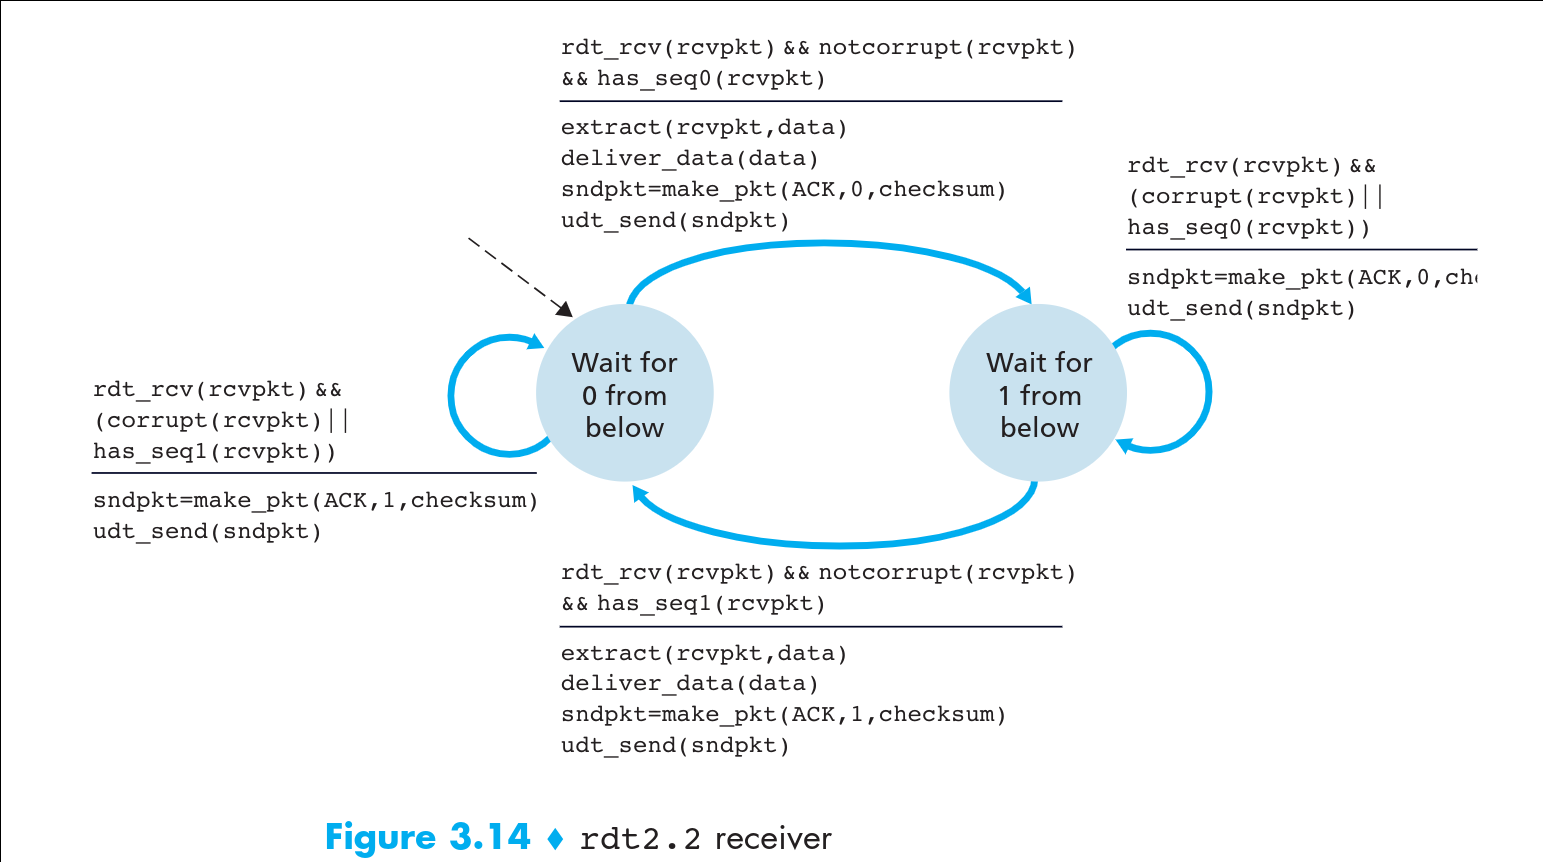 rdt_rcv(rcvpkt) && notcorrupt(rcvpkt)
&& has_seq0(rcvpkt)
extract(rcvpkt,data)
deliver_data(data)
sndpkt=make_pkt(ACK,0,checksum)
udt_send(sndpkt)
rdt_rcv(rcvpkt) &&
(corrupt(rcvpkt)||
has_seq0(rcvpkt))
sndpkt=make_pkt(ACK,0,che
udt_send(sndpkt)
Wait for
0 from
below
Wait for
1 from
below
rdt_rcv(rcvpkt) &&
(corrupt(rcvpkt)||
has_seq1(rcvpkt))
sndpkt=make_pkt(ACK,1,checksum)
udt_send(sndpkt)
rdt_rcv(rcvpkt) && notcorrupt(rcvpkt)
&& has_seq1(rcvpkt)
extract(rcvpkt,data)
deliver_data(data)
sndpkt=make_pkt(ACK,1,checksum)
udt_send(sndpkt)
Figure 3.14 ♦ rdt2.2 receiver